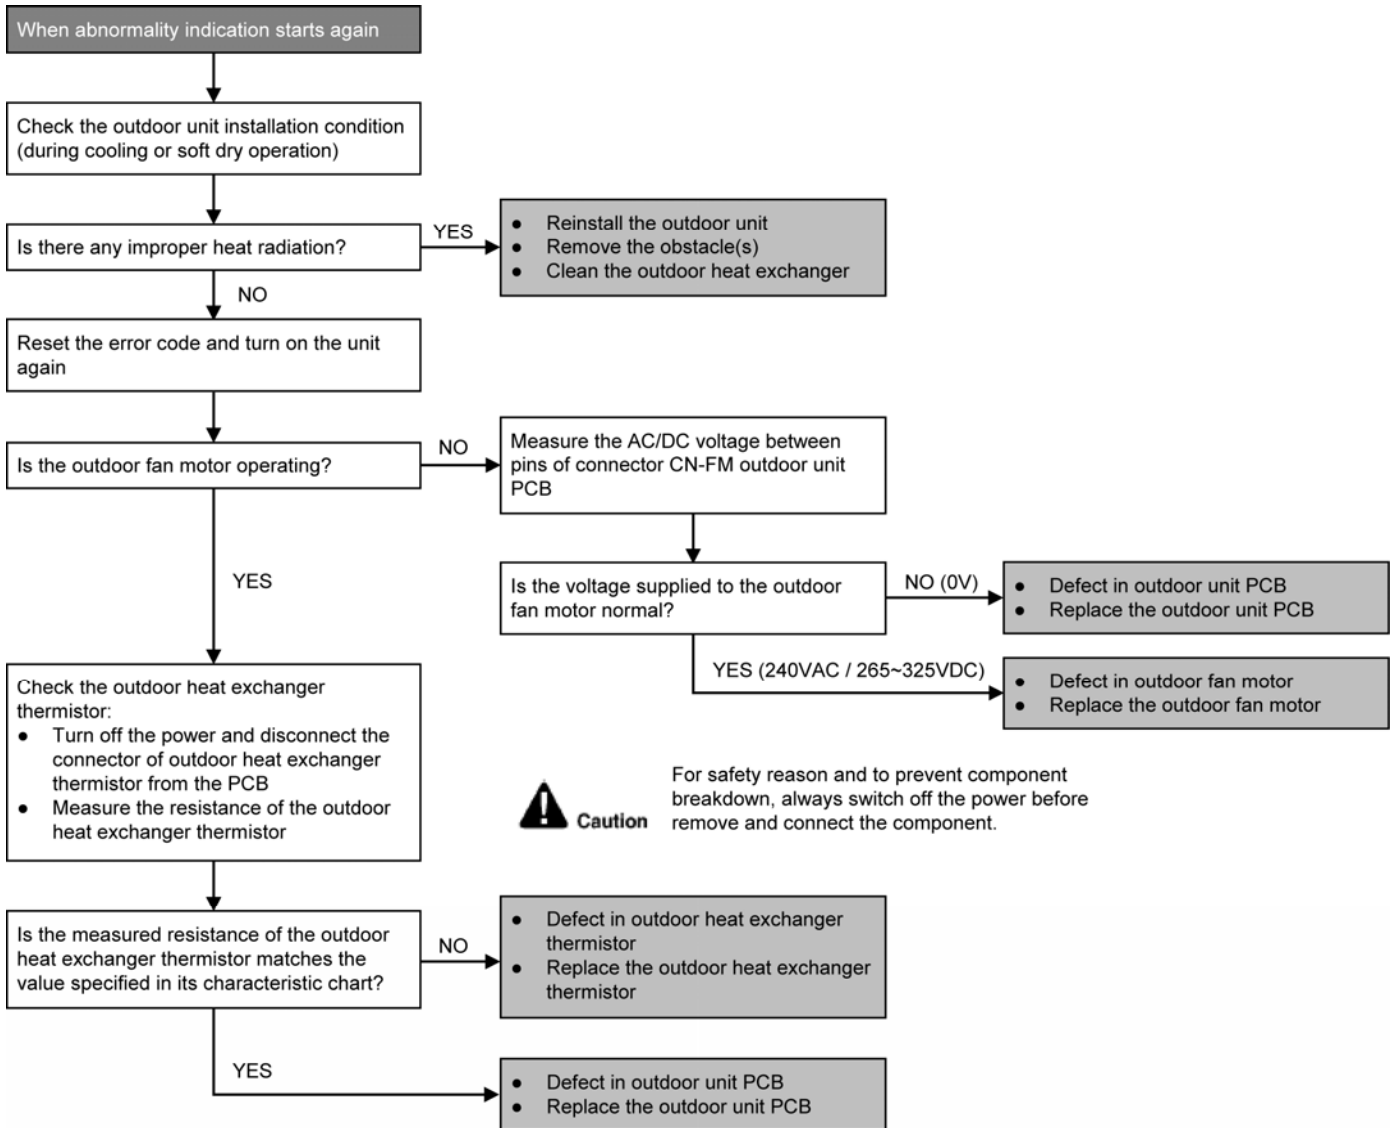 When abnormality indication starts again
Check the outdoor unit installation condition
(during cooling or soft dry operation)
Is there any improper heat radiation?
YES
● Reinstall the outdoor unit
● Remove the obstacle(s)
● Clean the outdoor heat exchanger
NO
Reset the error code and turn on the unit
again
Is the outdoor fan motor operating?
NO
Measure the AC/DC voltage between
pins of connector CN-FM outdoor unit
PCB
YES
Is the voltage supplied to the outdoor
fan motor normal?
NO (0V)
● Defect in outdoor unit PCB
● Replace the outdoor unit PCB
YES (240VAC / 265~325VDC)
● Defect in outdoor fan motor
● Replace the outdoor fan motor
Check the outdoor heat exchanger
thermistor:
● Turn off the power and disconnect the
connector of outdoor heat exchanger
thermistor from the PCB
● Measure the resistance of the outdoor
heat exchanger thermistor
Caution
For safety reason and to prevent component
breakdown, always switch off the power before
remove and connect the component.
Is the measured resistance of the outdoor
heat exchanger thermistor matches the
value specified in its characteristic chart?
NO
● Defect in outdoor heat exchanger
thermistor
● Replace the outdoor heat exchanger
thermistor
YES
● Defect in outdoor unit PCB
● Replace the outdoor unit PCB